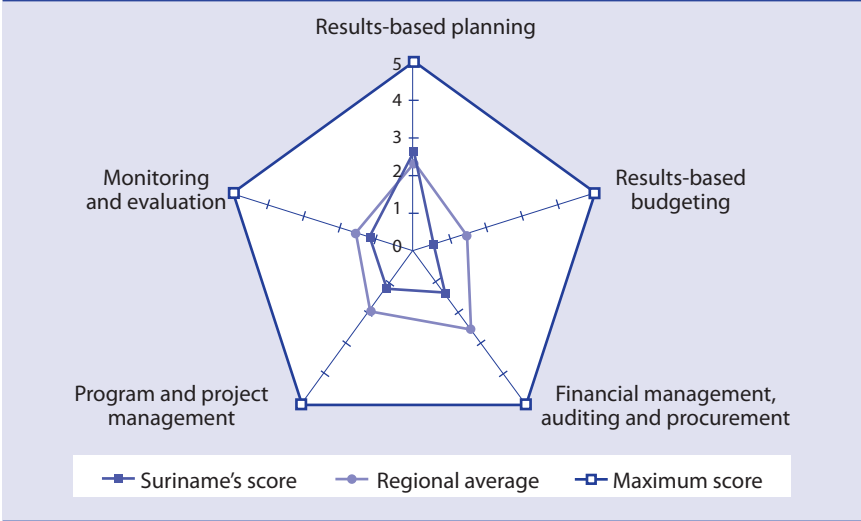 Results-based planning
5
4
3
2
1
0
Monitoring
and evaluation
Results-based
budgeting
Program and project
management
Financial management,
auditing and procurement
Suriname's score
Regional average
Maximum score